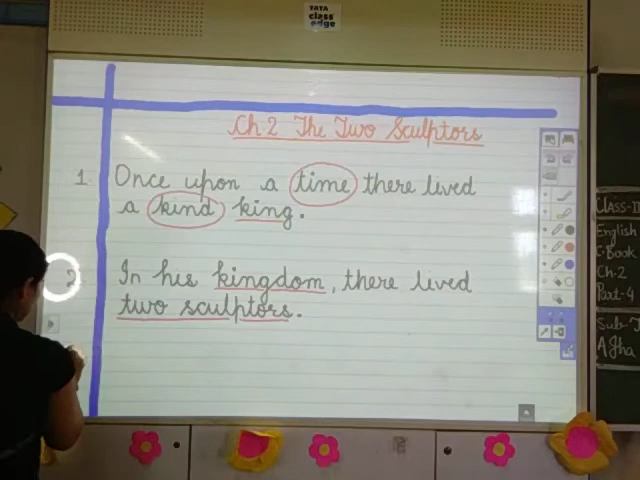 TATA
class
edge
Ch.2 The Two Sculptors
1. Once upon a time there lived
a kind king.
2. In his kingdom, there lived
two sculptors.
CLASS-II
English
C.Book
Ch-2
Part-4
Sub-T